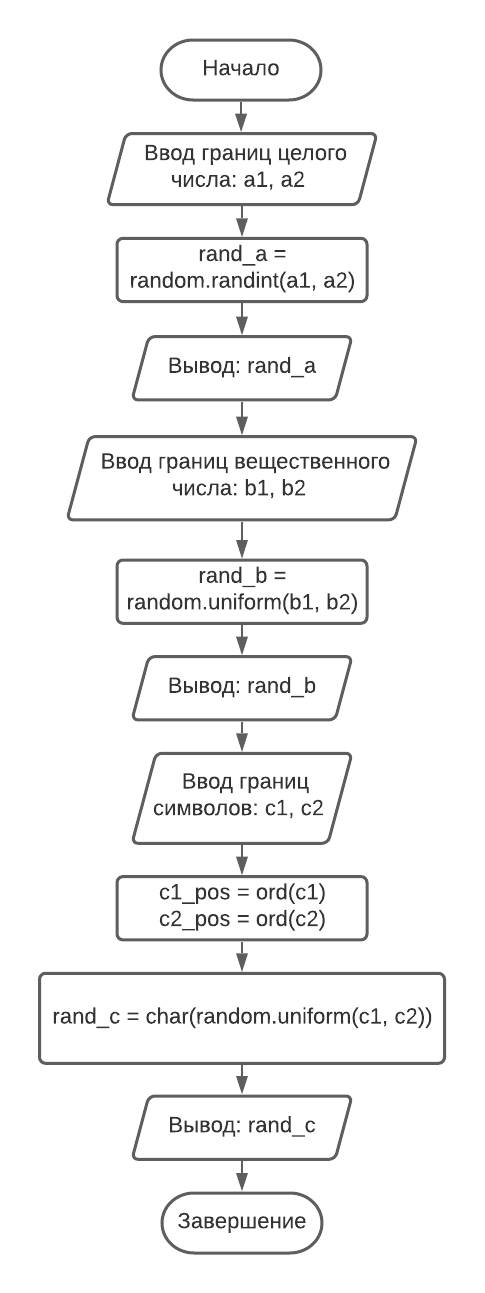 Начало
Ввод границ целого
числа: a1, a2
rand_a =
random.randint(a1, a2)
Вывод: rand_a
Ввод границ вещественного
числа: b1, b2
rand_b =
random.uniform(b1, b2)
Вывод: rand_b
Ввод границ
символов: c1, c2
c1_pos = ord(c1)
c2_pos = ord(c2)
rand_c = char(random.uniform(c1, c2))
Вывод: rand_c
Завершение